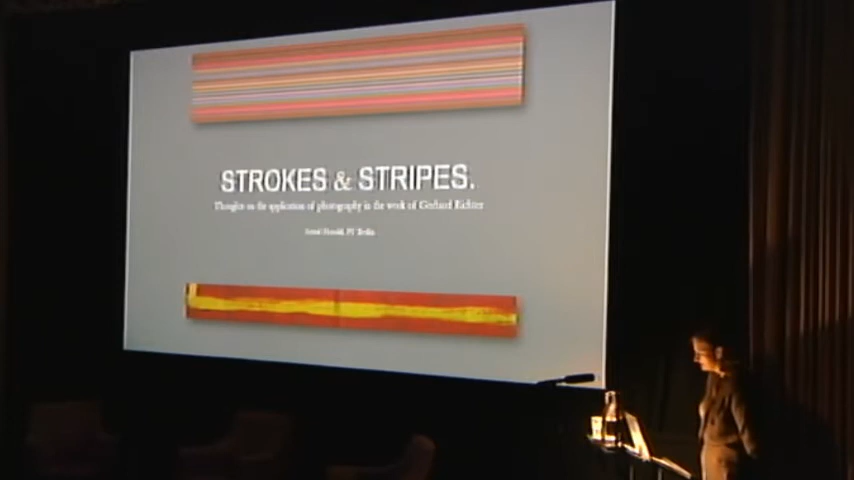 STROKES & STRIPES.
Thoughts on the application of photography in the work of Gerhard Richter